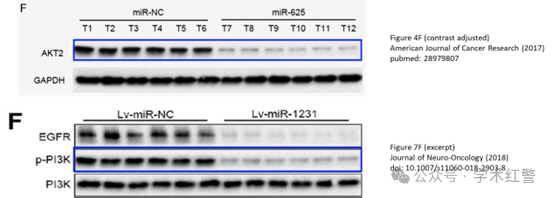 F
miR-NC miR-625
T1 T2 T3 T4 T5 T6 T7 T8 T9 T10 T11 T12
AKT2
GAPDH
Figure 4F (contrast adjusted)
American Journal of Cancer Research (2017)
pubmed: 28979807
F
Lv-miR-NC Lv-miR-1231
EGFR
p-PI3K
PI3K
Figure 7F (excerpt)
Journal of Neuro-Oncology (2018)
doi: 10.1007/s11060-018-2903-8
公众号 · 学术红警